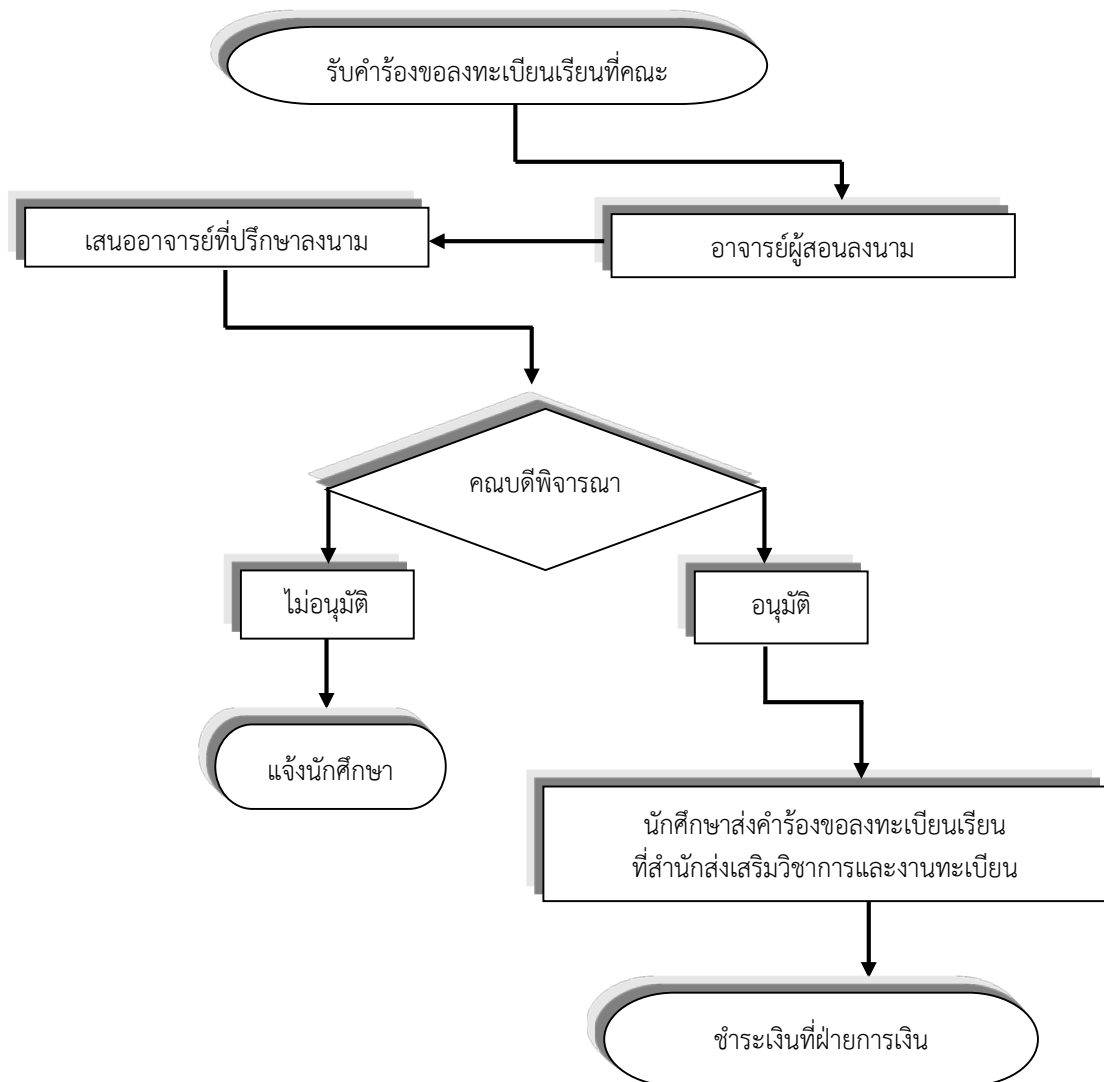 รับคำร้องขอลงทะเบียนเรียนที่คณะ
อาจารย์ผู้สอนลงนาม
เสนออาจารย์ที่ปรึกษาลงนาม
คณบดีพิจารณา
ไม่อนุมัติ
อนุมัติ
แจ้งนักศึกษา
นักศึกษาส่งคำร้องขอลงทะเบียนเรียน
ที่สำนักส่งเสริมวิชาการและงานทะเบียน
ชำระเงินที่ฝ่ายการเงิน